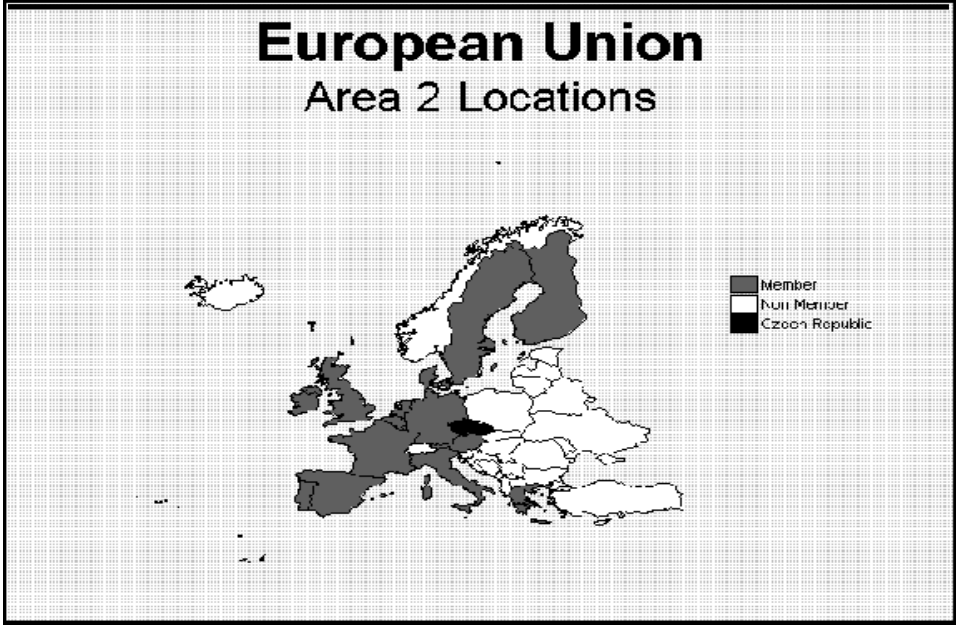 European Union
Area 2 Locations
Member
Non Member
Czech Republic